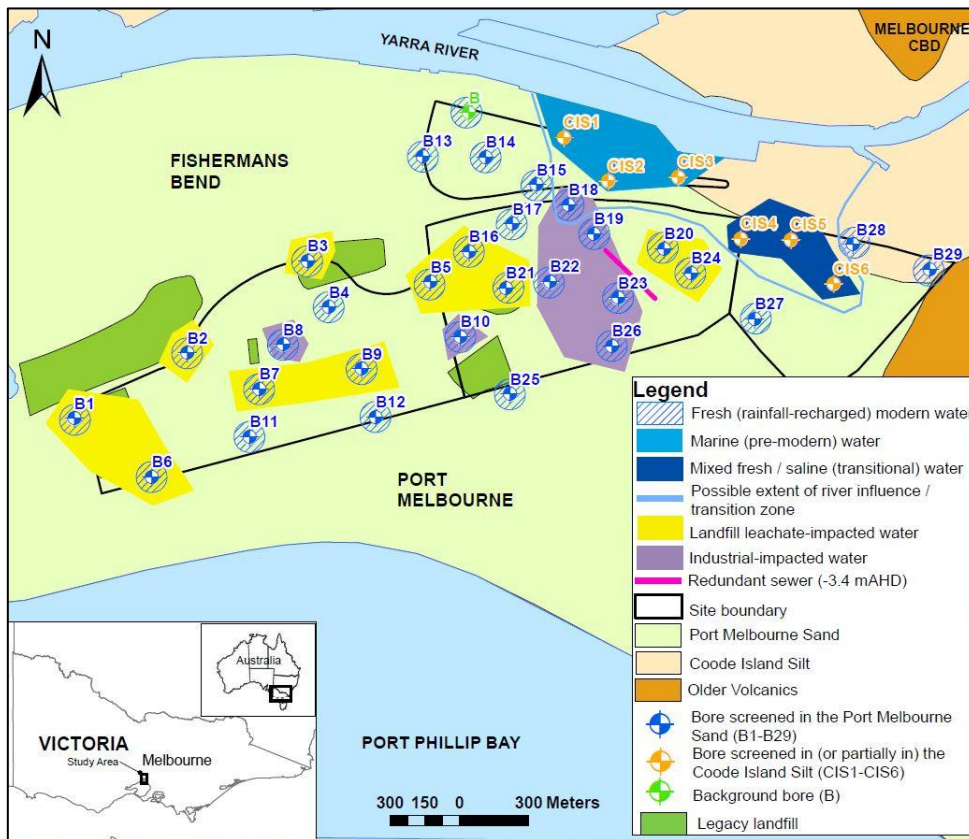 N
YARRA RIVER
MELBOURNE
CBD
B
CIS1
B13
B14
CIS2
CIS3
FISHERMANS
BEND
B15
B18
B17
B19
CIS4
CIS5
B28
B3
B16
B20
B29
B5
B21
B22
B24
CIS6
B4
B23
B27
B8
B10
B26
B2
B9
B7
B25
B1
B12
B11
B6
PORT
MELBOURNE
Legend
Fresh (rainfall-recharged) modern water
Marine (pre-modern) water
Mixed fresh / saline (transitional) water
Possible extent of river influence /
transition zone
Landfill leachate-impacted water
Industrial-impacted water
Redundant sewer (-3.4 mAHD)
Site boundary
Port Melbourne Sand
Coode Island Silt
Older Volcanics
Bore screened in the Port Melbourne
Sand (B1-B29)
Bore screened in (or partially in) the
Coode Island Silt (CIS1-CIS6)
Background bore (B)
Legacy landfill
Australia
VICTORIA
Study Area
Melbourne
PORT PHILLIP BAY
300 150 0 300 Meters